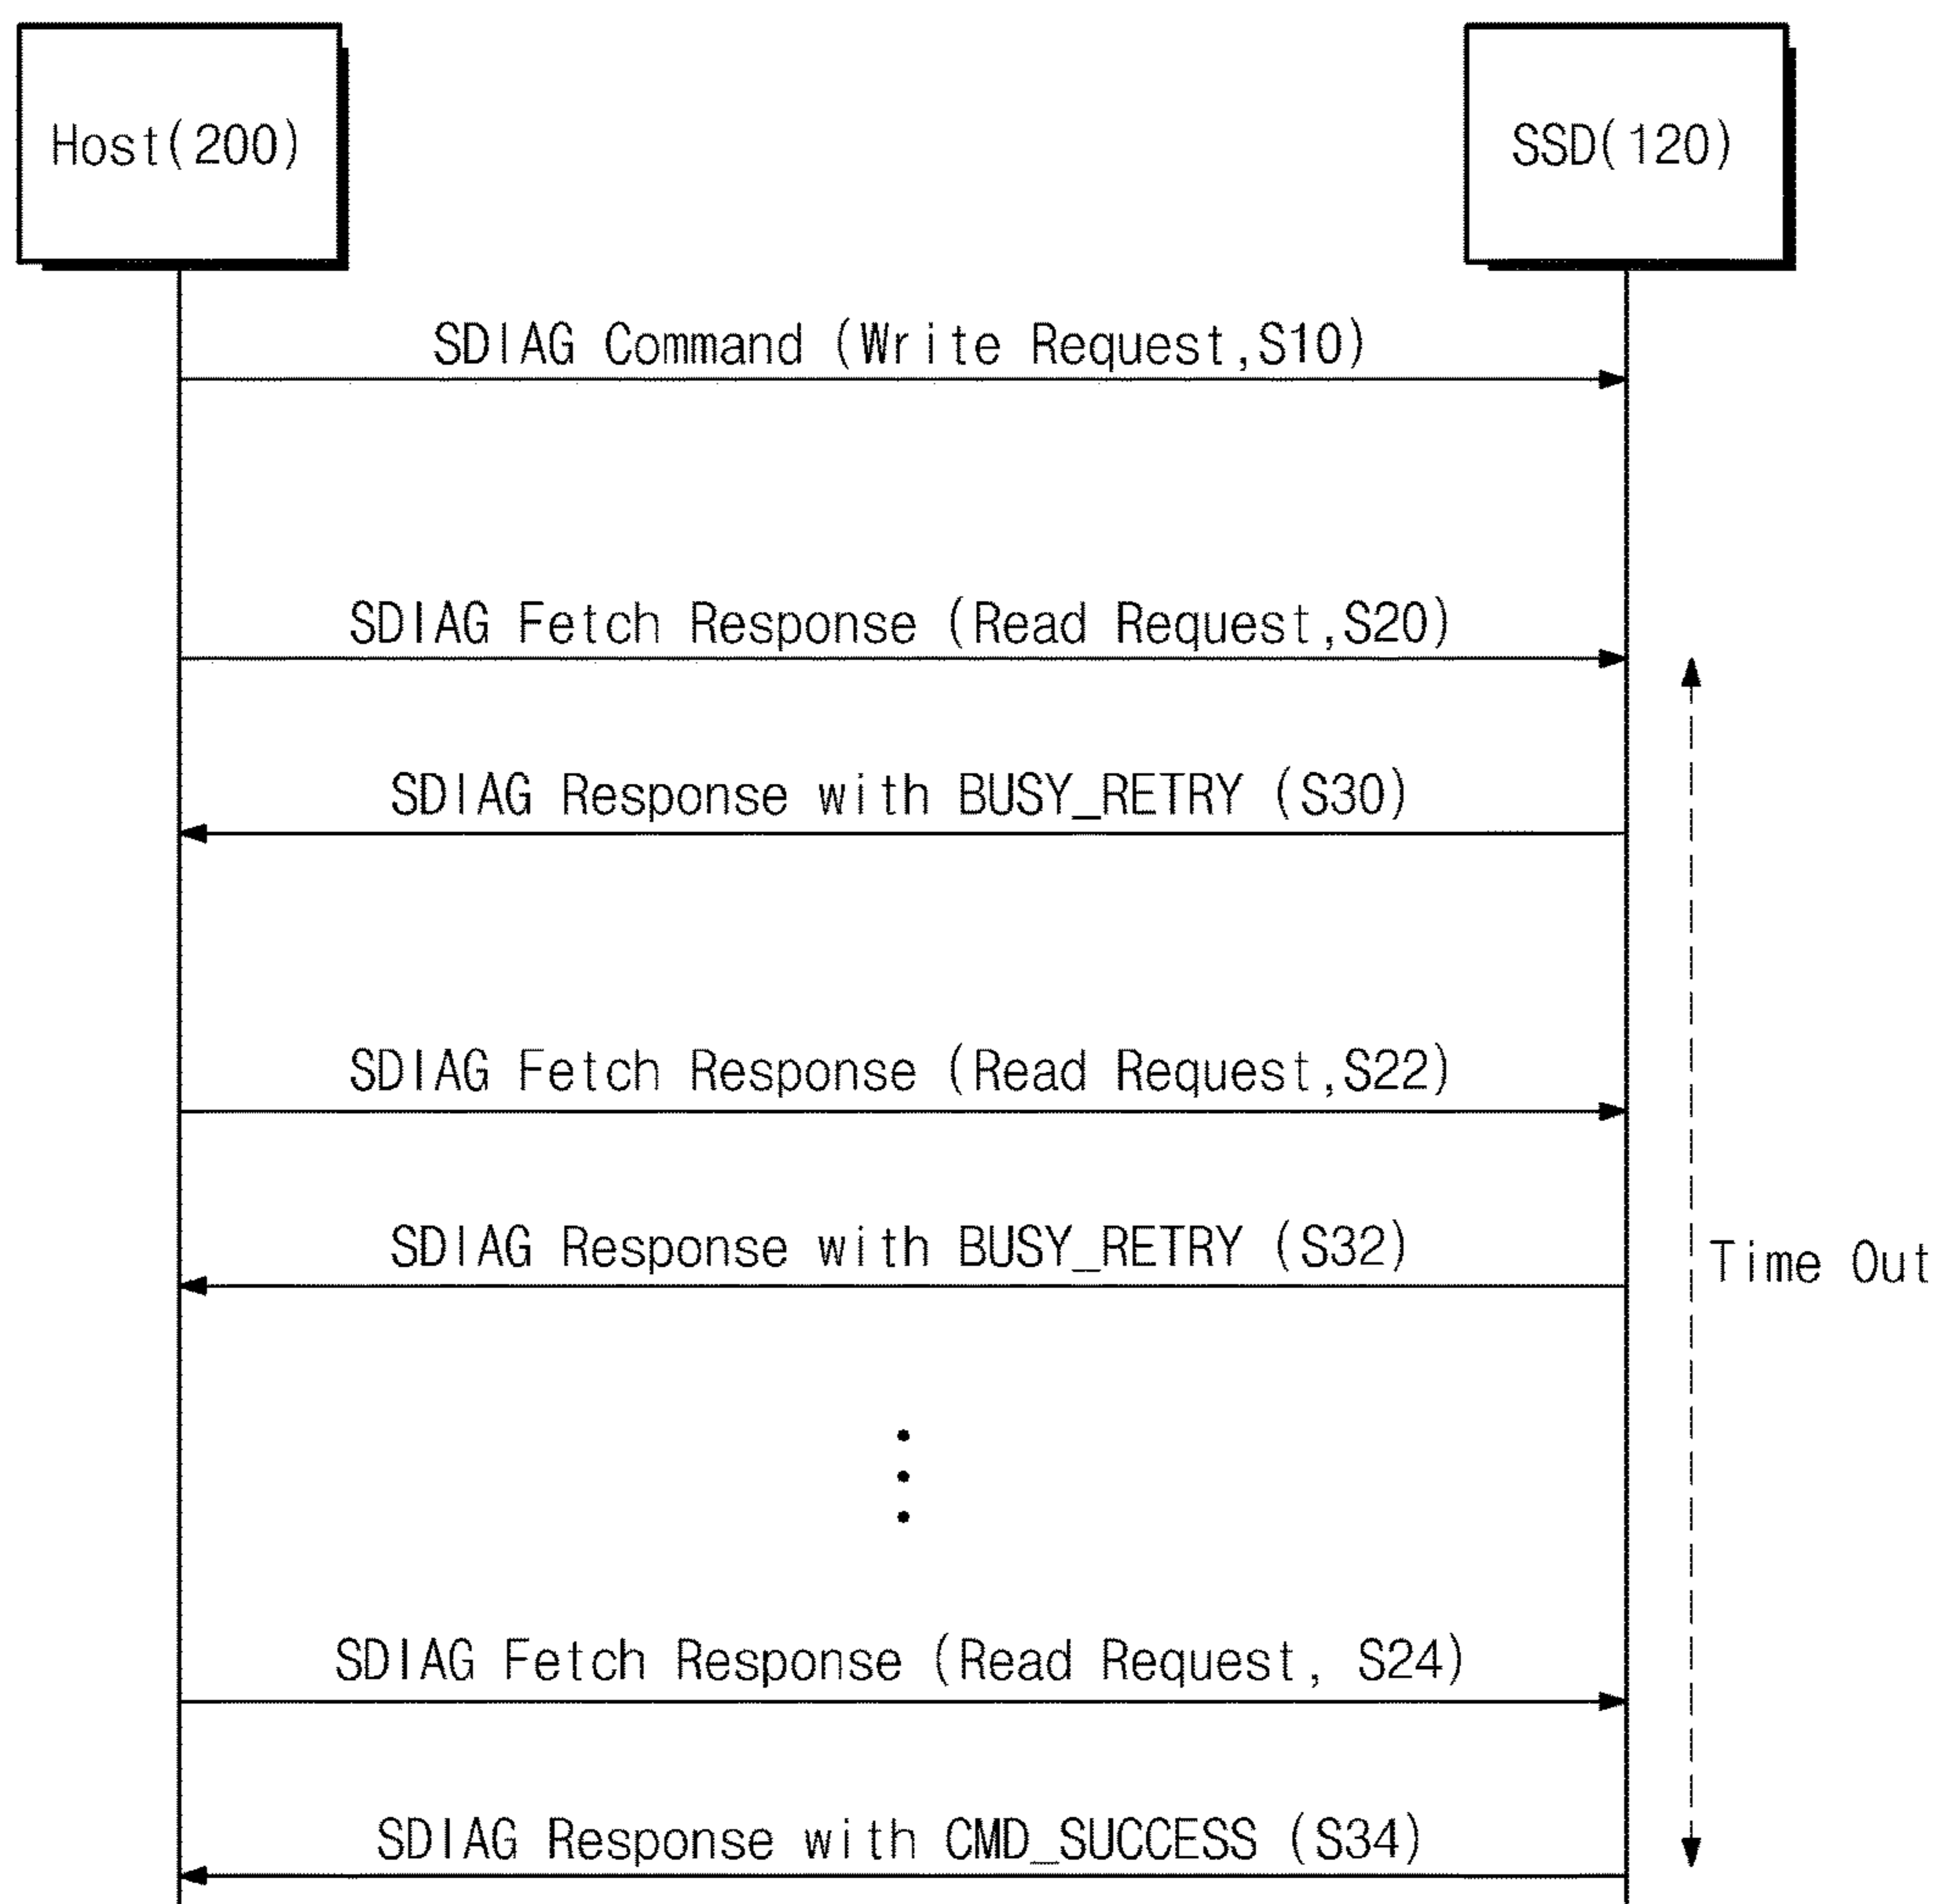 Host(200)
SSD(120)
SDIAG Command (Write Request,S10)
SDIAG Fetch Response (Read Request,S20)
SDIAG Response with BUSY_RETRY (S30)
SDIAG Fetch Response (Read Request,S22)
SDIAG Response with BUSY_RETRY (S32)
Time Out
SDIAG Fetch Response (Read Request, S24)
SDIAG Response with CMD_SUCCESS (S34)